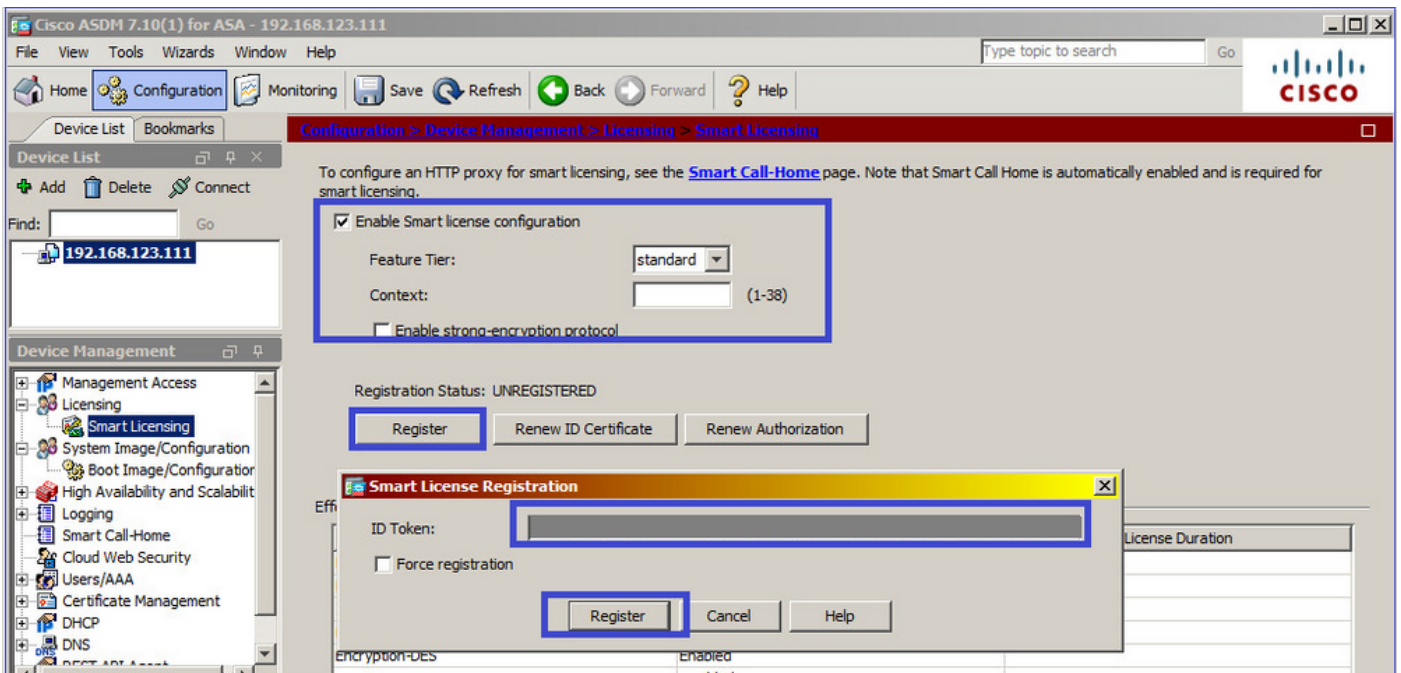 Cisco ASDM 7.10(1) for ASA - 192.168.123.111
File View Tools Wizards Window Help
Type topic to search Go
Home Configuration Monitoring Save Refresh Back Forward Help
CISCO
Device List Bookmarks
Configuration > Device Management > Licensing > Smart Licensing
Device List
Add Delete Connect
Find: Go
192.168.123.111
To configure an HTTP proxy for smart licensing, see the Smart Call-Home page. Note that Smart Call Home is automatically enabled and is required for
smart licensing.
Enable Smart license configuration
Feature Tier: standard
Context: (1-38)
Enable strong-encryption protocol
Device Management
Management Access
Licensing
Smart Licensing
System Image/Configuration
Boot Image/Configuration
High Availability and Scalabilit
Logging
Smart Call-Home
Cloud Web Security
Users/AAA
Certificate Management
DHCP
DNS
REST API Agent
Registration Status: UNREGISTERED
Register Renew ID Certificate Renew Authorization
Eff
License Duration
Smart License Registration
ID Token:
Force registration
Register Cancel Help
Encryption-DES Enabled